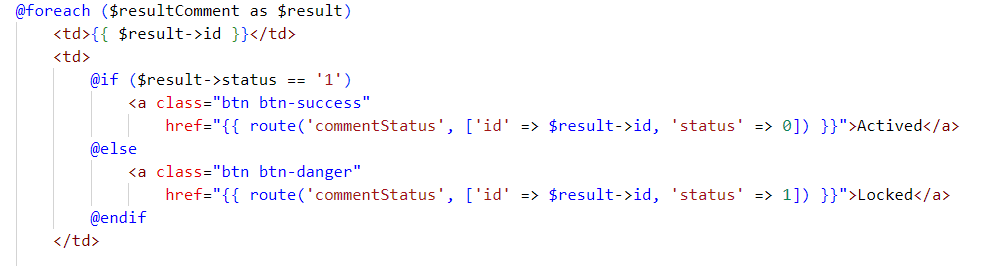 @foreach ($resultComment as $result)
<td>{{ $result->id }}</td>
<td>
@if ($result->status == '1')
<a class="btn btn-success"
href="{{ route('commentStatus', ['id' => $result->id, 'status' => 0]) }}">Actived</a>
@else
<a class="btn btn-danger"
href="{{ route('commentStatus', ['id' => $result->id, 'status' => 1]) }}">Locked</a>
@endif
</td>